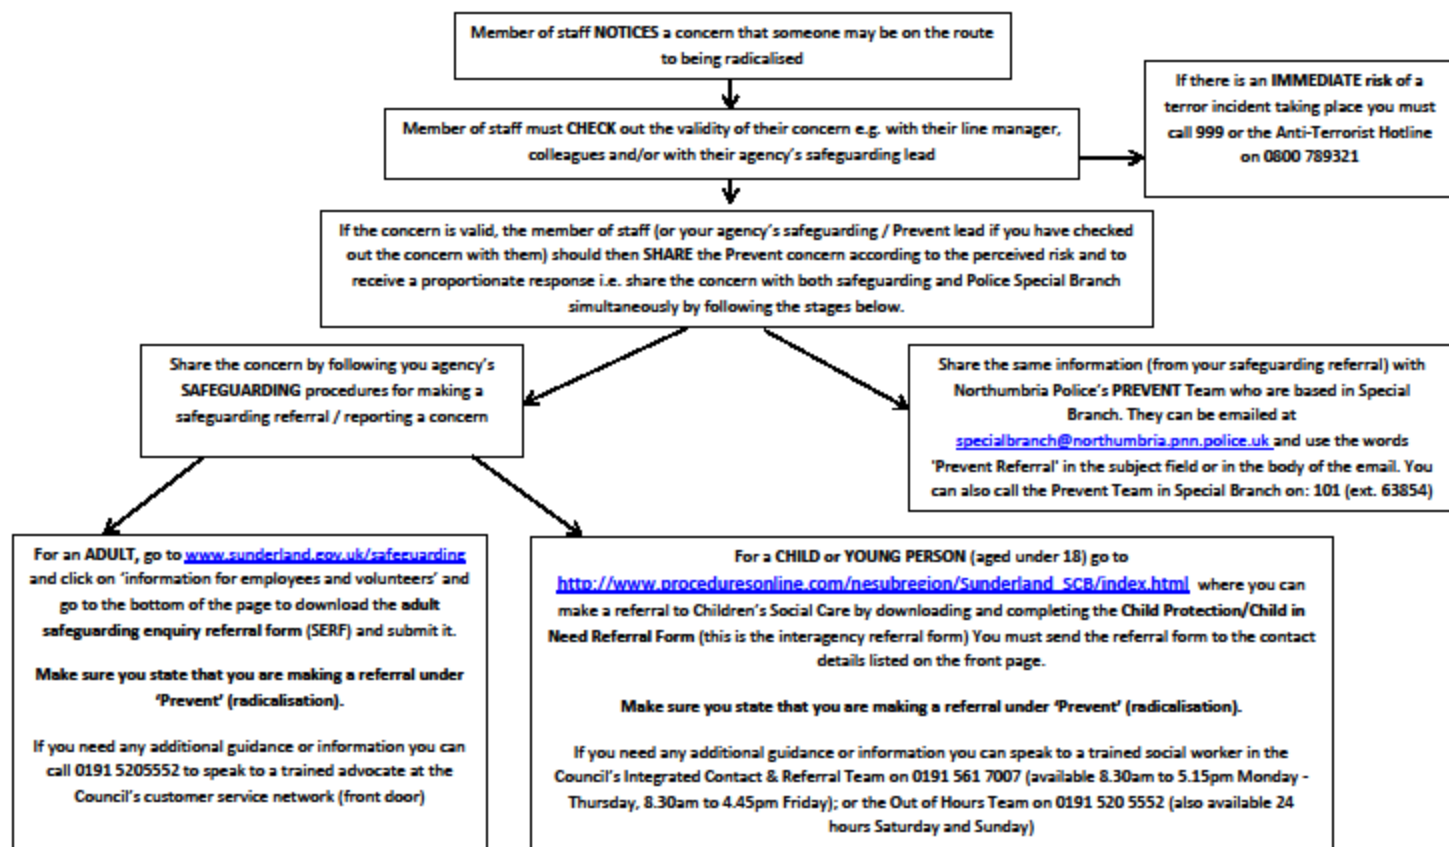 Member of staff NOTICES a concern that someone may be on the route
to being radicalised
If there is an IMMEDIATE risk of a
terror incident taking place you must
call 999 or the Anti-Terrorist Hotline
on 0800 789321
Member of staff must CHECK out the validity of their concern e.g. with their line manager,
colleagues and/or with their agency's safeguarding lead
If the concern is valid, the member of staff (or your agency's safeguarding / Prevent lead if you have checked
out the concern with them) should then SHARE the Prevent concern according to the perceived risk and to
receive a proportionate response i.e. share the concern with both safeguarding and Police Special Branch
simultaneously by following the stages below.
Share the concern by following you agency's
SAFEGUARDING procedures for making a
safeguarding referral / reporting a concern
Share the same information (from your safeguarding referral) with
Northumbria Police's PREVENT Team who are based in Special
Branch. They can be emailed at
specialbranch@northumbria.pnn.police.uk and use the words
'Prevent Referral' in the subject field or in the body of the email. You
can also call the Prevent Team in Special Branch on: 101 (ext. 63854)
For an ADULT, go to www.sunderland.gov.uk/safeguarding
and click on 'information for employees and volunteers' and
go to the bottom of the page to download the adult
safeguarding enquiry referral form (SERF) and submit it.
Make sure you state that you are making a referral under
'Prevent' (radicalisation).
If you need any additional guidance or information you can
call 0191 5205552 to speak to a trained advocate at the
Council's customer service network (front door)
For a CHILD or YOUNG PERSON (aged under 18) go to
http://www.proceduresonline.com/nesubregion/Sunderland_SCB/index.html where you can
make a referral to Children's Social Care by downloading and completing the Child Protection/Child in
Need Referral Form (this is the interagency referral form) You must send the referral form to the contact
details listed on the front page.
Make sure you state that you are making a referral under 'Prevent' (radicalisation).
If you need any additional guidance or information you can speak to a trained social worker in the
Council's Integrated Contact & Referral Team on 0191 561 7007 (available 8.30am to 5.15pm Monday -
Thursday, 8.30am to 4.45pm Friday); or the Out of Hours Team on 0191 520 5552 (also available 24
hours Saturday and Sunday)